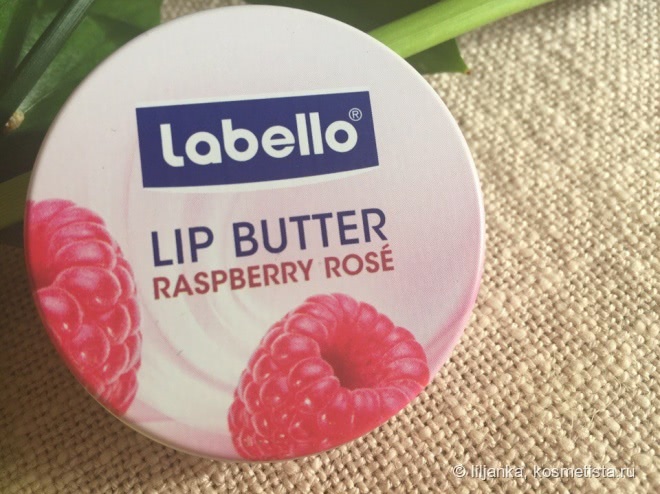 Labello®
LIP BUTTER
RASPBERRY ROSÉ
© liljanka, kosmetista.ru